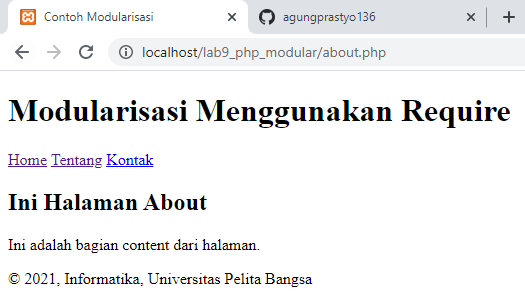 Contoh Modularisasi
agungprastyo136
localhost/lab9_php_modular/about.php
Modularisasi Menggunakan Require
Home Tentang Kontak
Ini Halaman About
Ini adalah bagian content dari halaman.
© 2021, Informatika, Universitas Pelita Bangsa